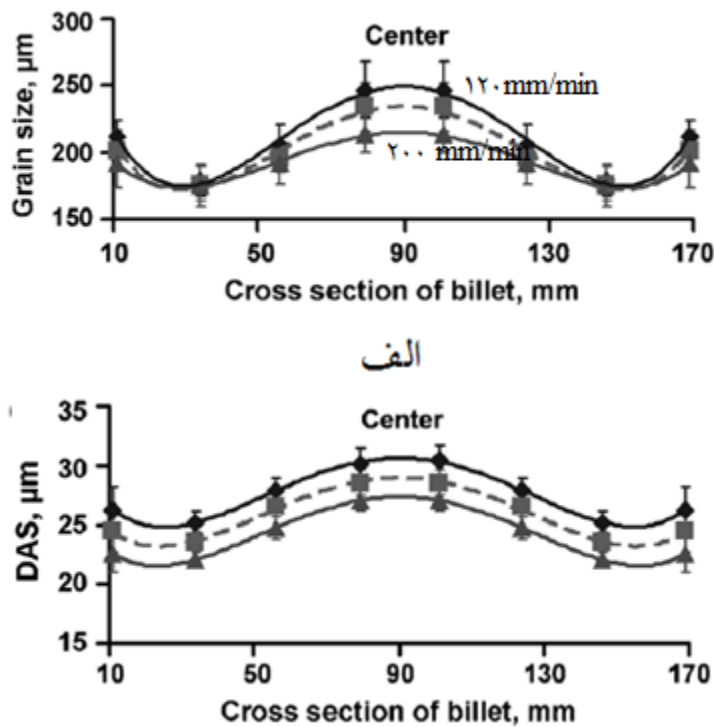 300
Center
250
۱۲۰mm/min
Grain size, µm
200
۲۰۰ mm/min
150
10 50 90 130 170
Cross section of billet, mm
الف
35
Center
30
DAS, µm
25
20
15
10 50 90 130 170
Cross section of billet, mm